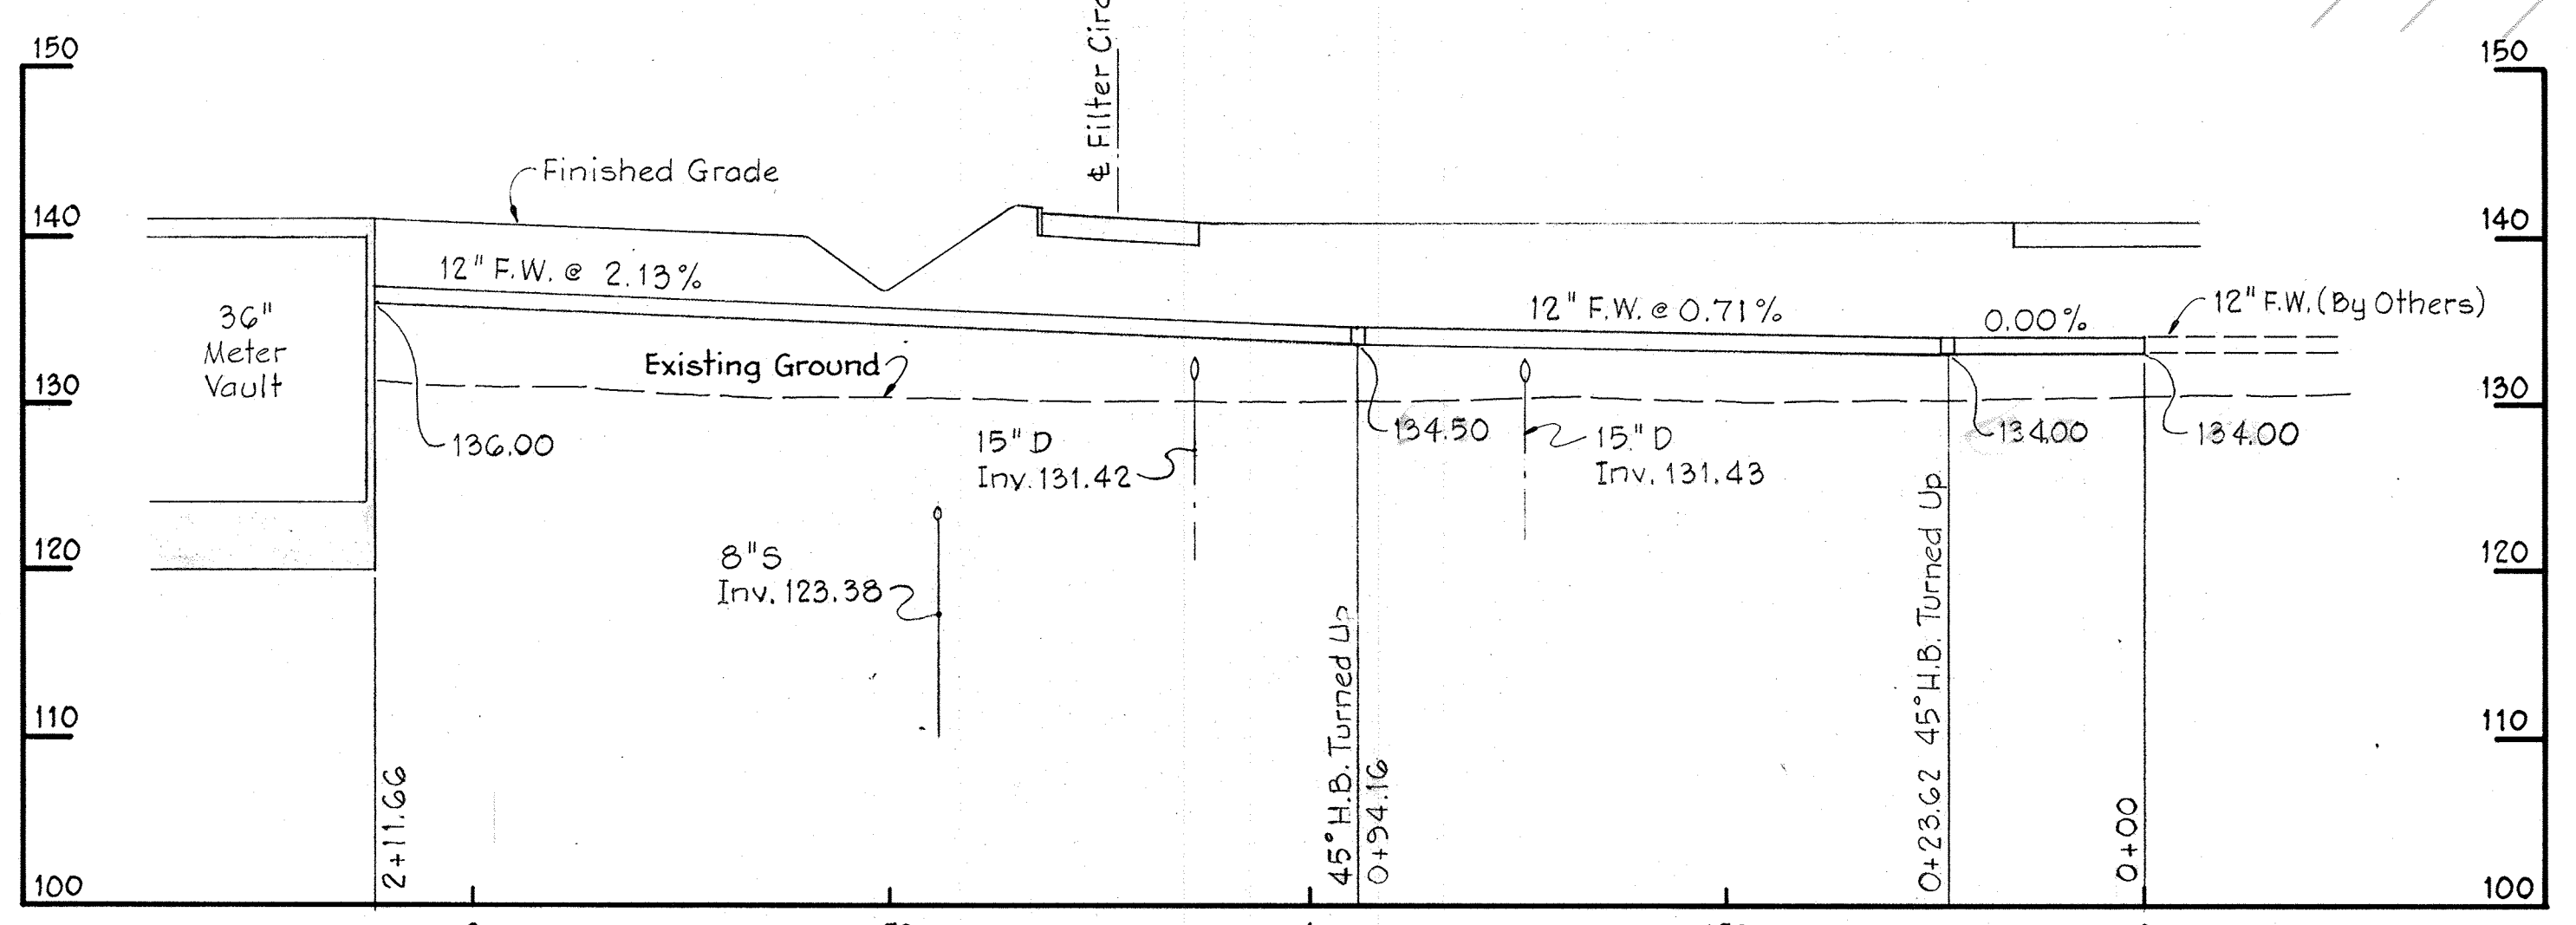 150
150
℄ Filter Circ
Finished Grade
140
140
12" F.W. @ 2.13%
12" F.W. @ 0.71%
0.00%
12" F.W. (By Others)
36"
Meter
Vault
Existing Ground
130
130
136.00
15" D
Inv. 131.42
134.50
15" D
Inv. 131.43
134.00
134.00
120
120
8" S
Inv. 123.38
110
110
2+11.66
45° H.B. Turned Up
0+94.16
0+23.62 45° H.B. Turned Up
0+00
100
100